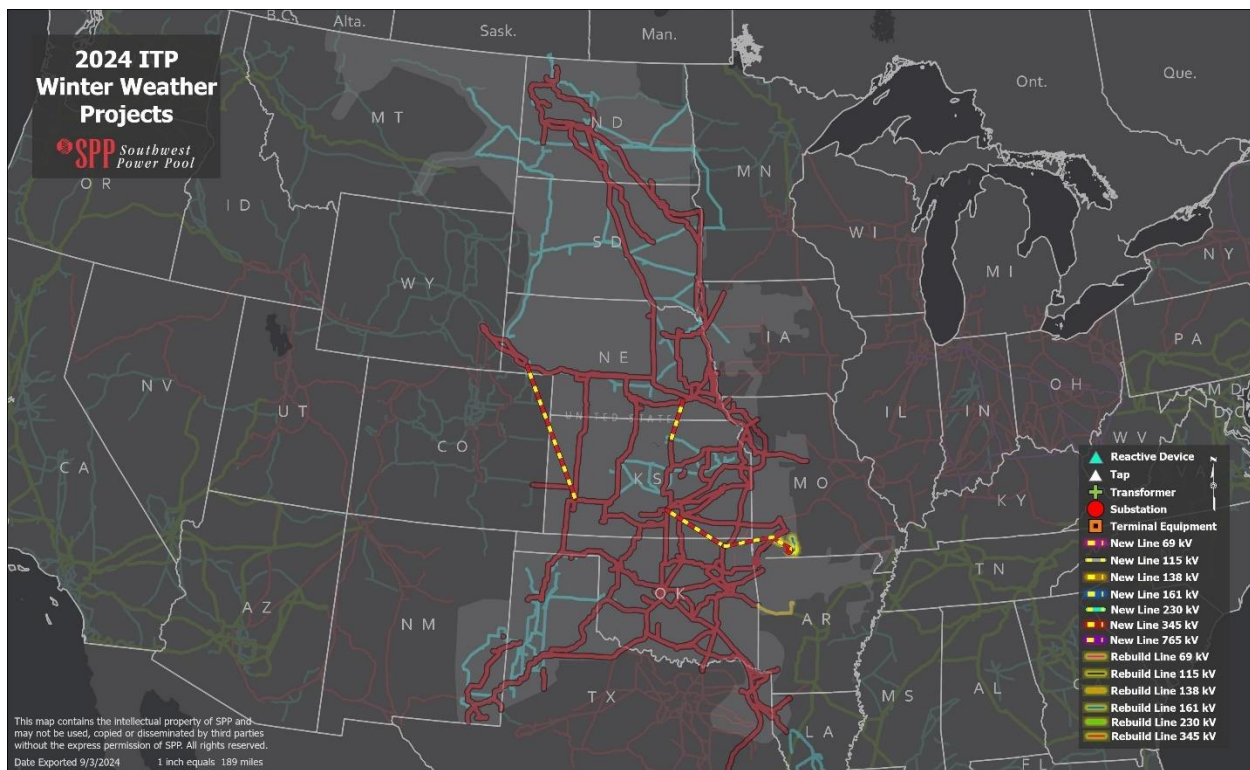 2024 ITP
Winter Weather
Projects
SPP Southwest
Power Pool
B.C.
Alta.
Sask.
Man.
Ont.
Que.
MT
ND
MN
OR
ID
SD
WI
WY
MI
NY
IA
NE
PA
NV
UT
OH
IL
IN
MD
UNITED STATE
CO
WV
CA
KS
MO
KY
TN
OK
AZ
NM
AR
TX
MS
AL
LA
FL
Reactive Device
Tap
Transformer
Substation
Terminal Equipment
New Line 69 kV
New Line 115 kV
New Line 138 kV
New Line 161 kV
New Line 230 kV
New Line 345 kV
New Line 765 kV
Rebuild Line 69 kV
Rebuild Line 115 kV
Rebuild Line 138 kV
Rebuild Line 161 kV
Rebuild Line 230 kV
Rebuild Line 345 kV
This map contains the intellectual property of SPP and
may not be used, copied or disseminated by third parties
without the express permission of SPP. All rights reserved.
Date Exported 9/3/2024 1 inch equals 189 miles